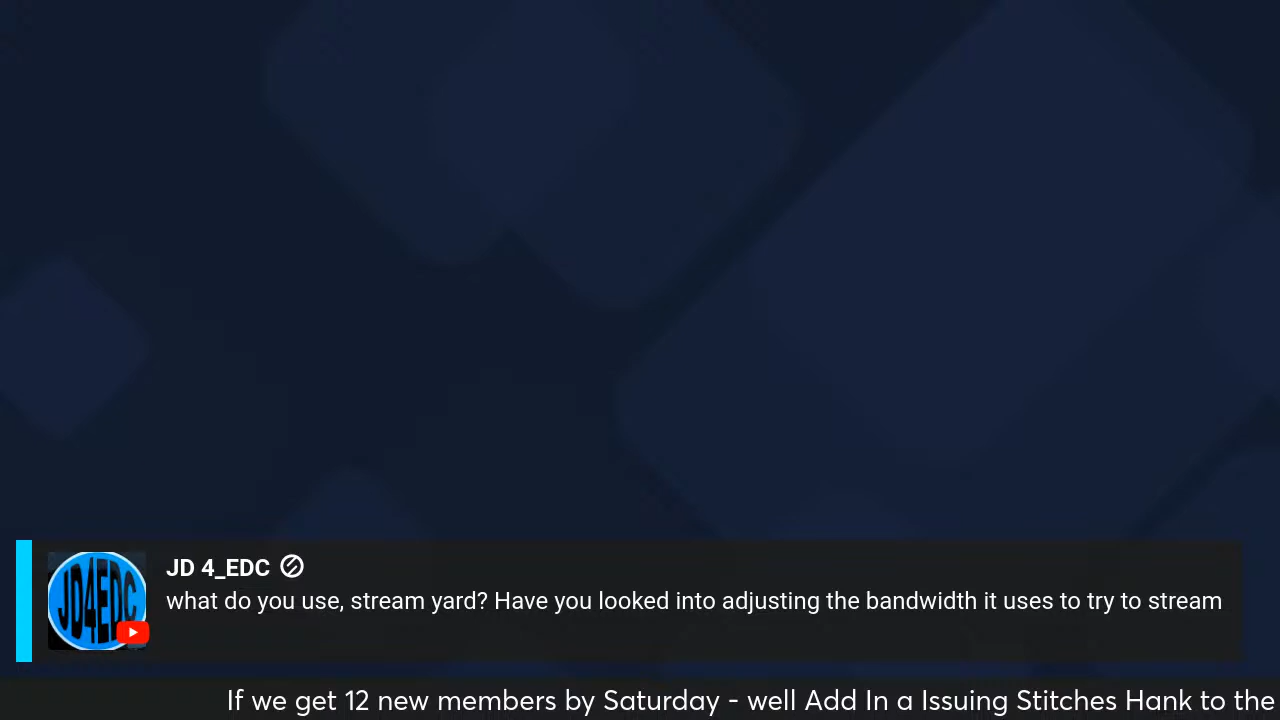 JD 4_EDC
what do you use, stream yard? Have you looked into adjusting the bandwidth it uses to try to stream
JD4EDC
If we get 12 new members by Saturday - well Add In a Issuing Stitches Hank to the